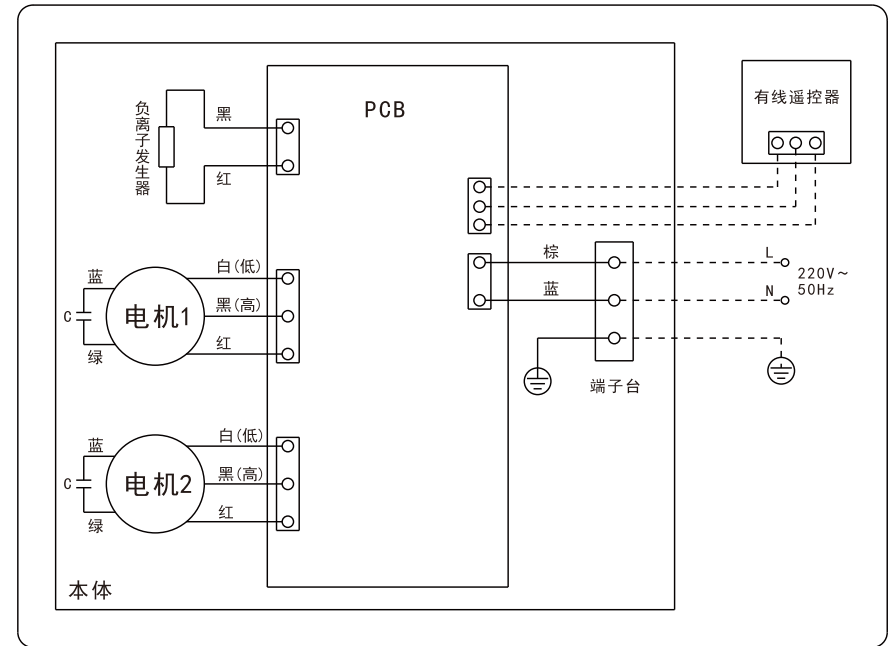 PCB
有线遥控器
负离子发生器
黑
红
棕
蓝
L
N
220V~
50Hz
端子台
蓝
C
绿
电机1
白(低)
黑(高)
红
蓝
C
绿
电机2
白(低)
黑(高)
红
本体